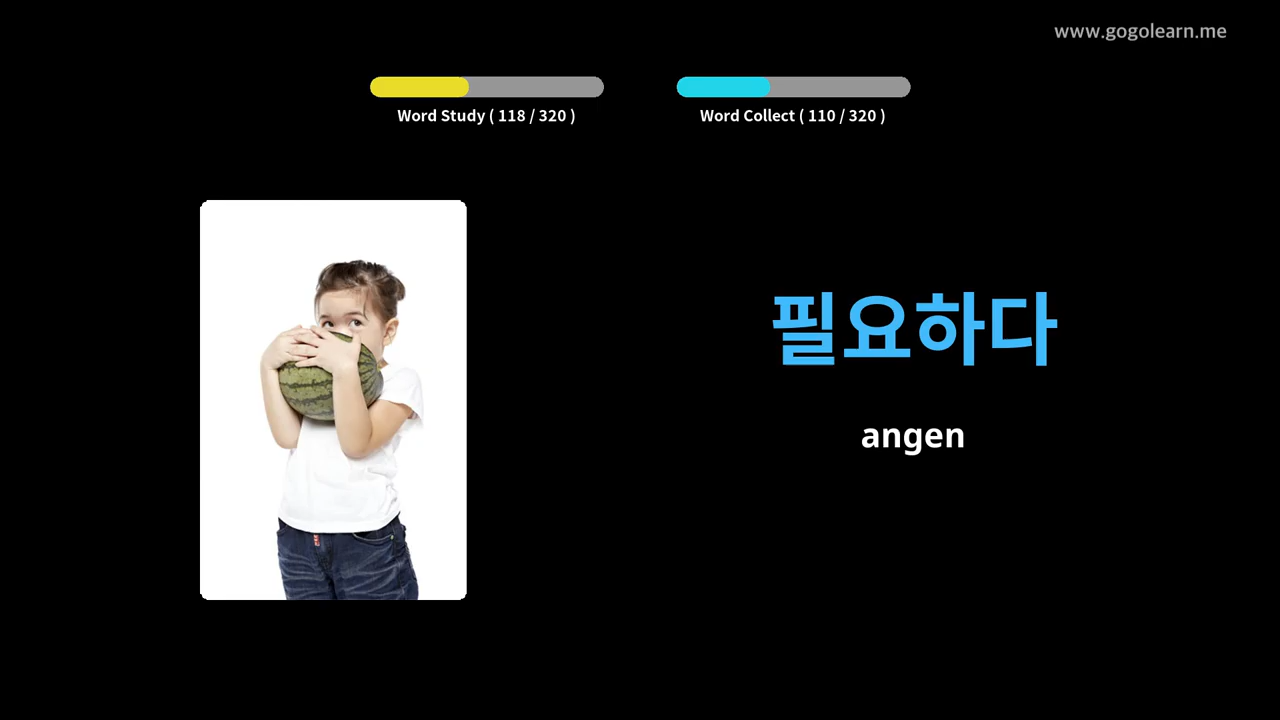 www.gogolearn.me
Word Study ( 118 / 320 )
Word Collect ( 110 / 320 )
필요하다
angen